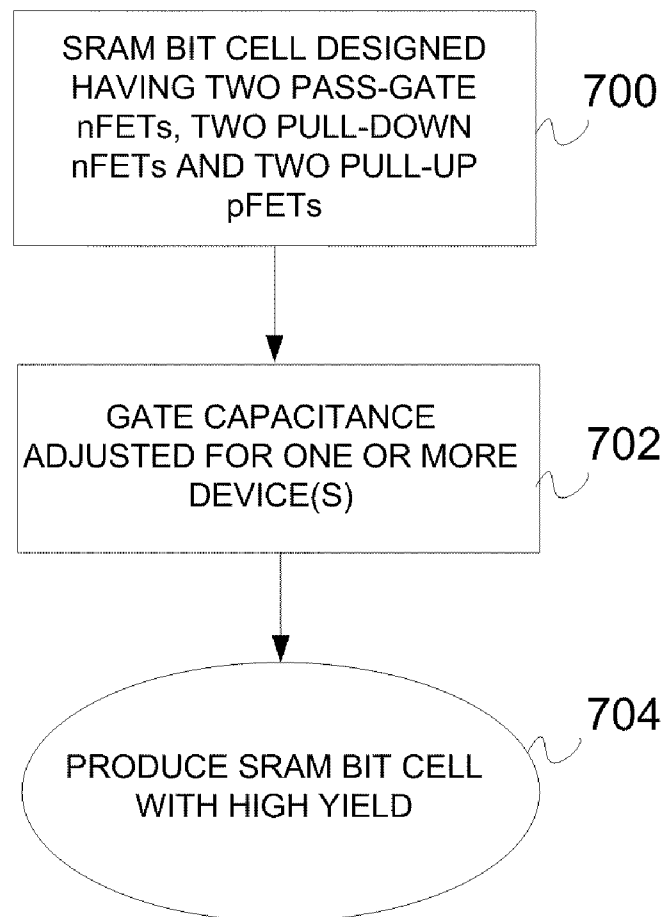 SRAM BIT CELL DESIGNED
HAVING TWO PASS-GATE
nFETs, TWO PULL-DOWN
nFETs AND TWO PULL-UP
pFETs
700
GATE CAPACITANCE
ADJUSTED FOR ONE OR MORE
DEVICE(S)
702
PRODUCE SRAM BIT CELL
WITH HIGH YIELD
704